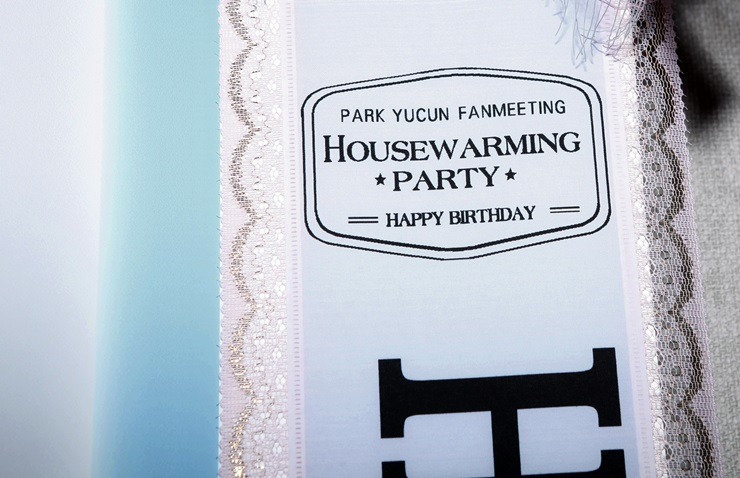 PARK YUCUN FANMEETING
HOUSEWARMING
★PARTY★
HAPPY BIRTHDAY
H